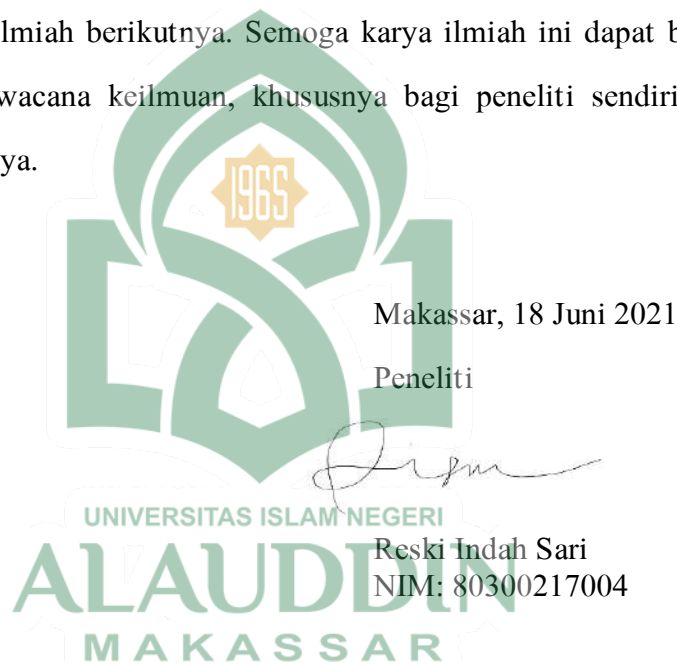 lmiah berikutnya. Semoga karya ilmiah ini dapat b
wacana keilmuan, khususnya bagi peneliti sendiri
ya.
1965
Makassar, 18 Juni 2021
Peneliti
UNIVERSITAS ISLAM NEGERI
ALAUDDIN
Reski Indah Sari
NIM: 80300217004
MAKASSAR